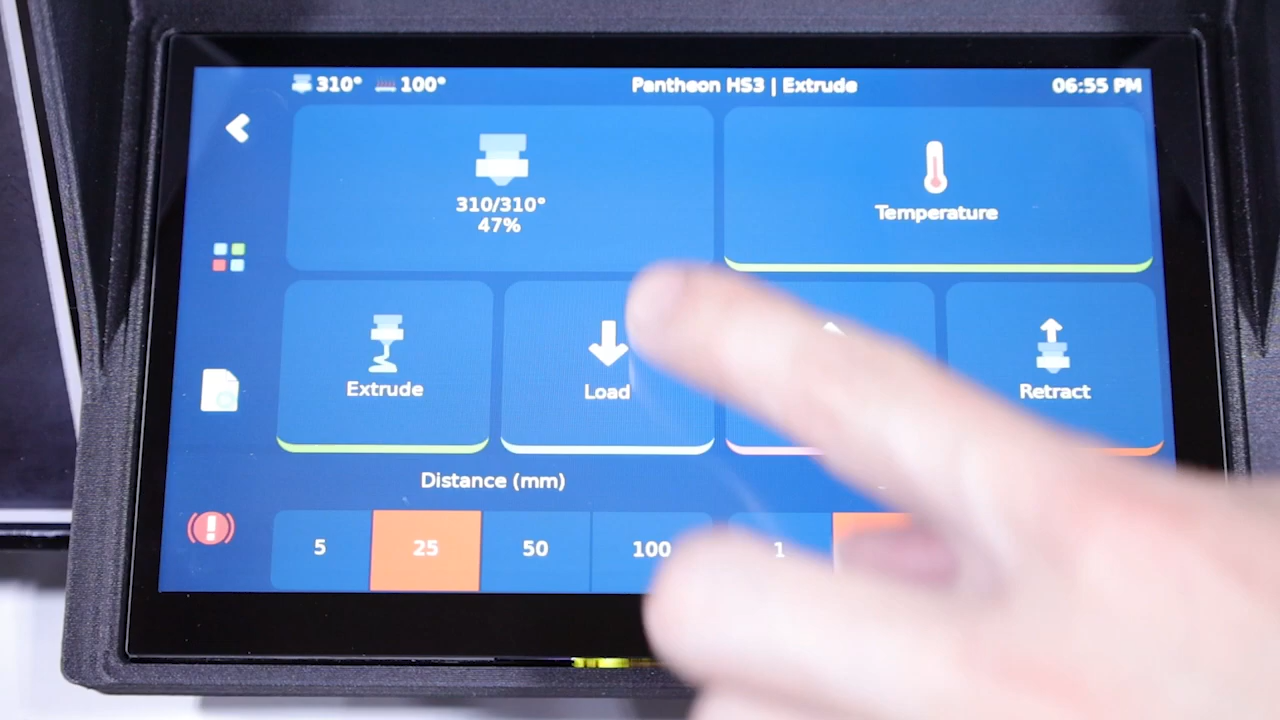 310° 100° Pantheon HS3 | Extrude 06:55 PM
310/310°
47%
Temperature
Extrude Load Retract
Distance (mm)
5 25 50 100 1